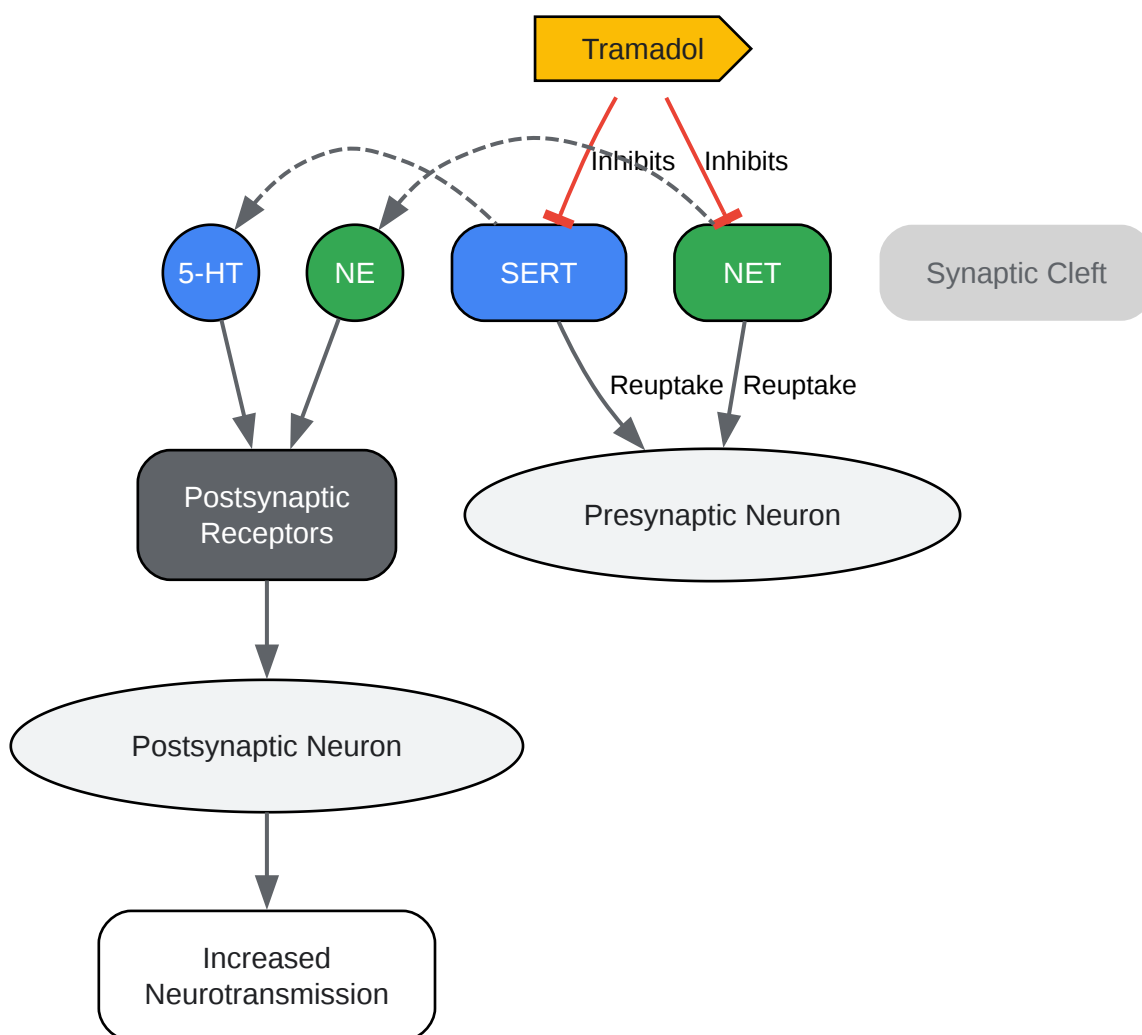 Tramadol
Inhibits
Inhibits
5-HT
NE
SERT
NET
Synaptic Cleft
Reuptake
Reuptake
Postsynaptic
Receptors
Presynaptic Neuron
Postsynaptic Neuron
Increased
Neurotransmission